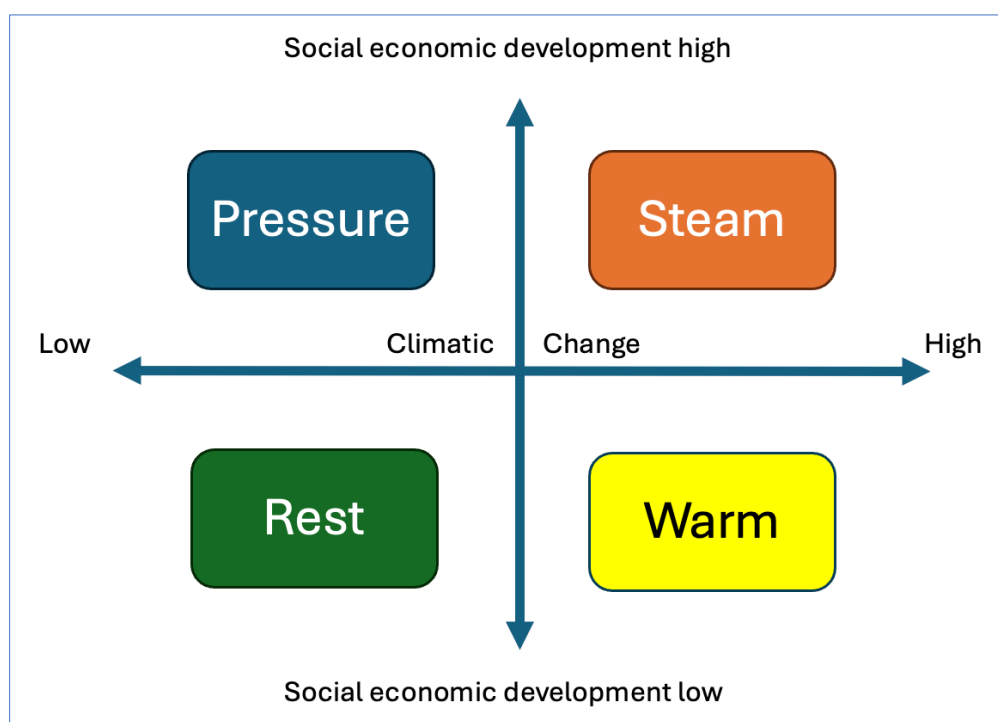 Social economic development high
Pressure Steam
Low Climatic Change High
Rest Warm
Social economic development low